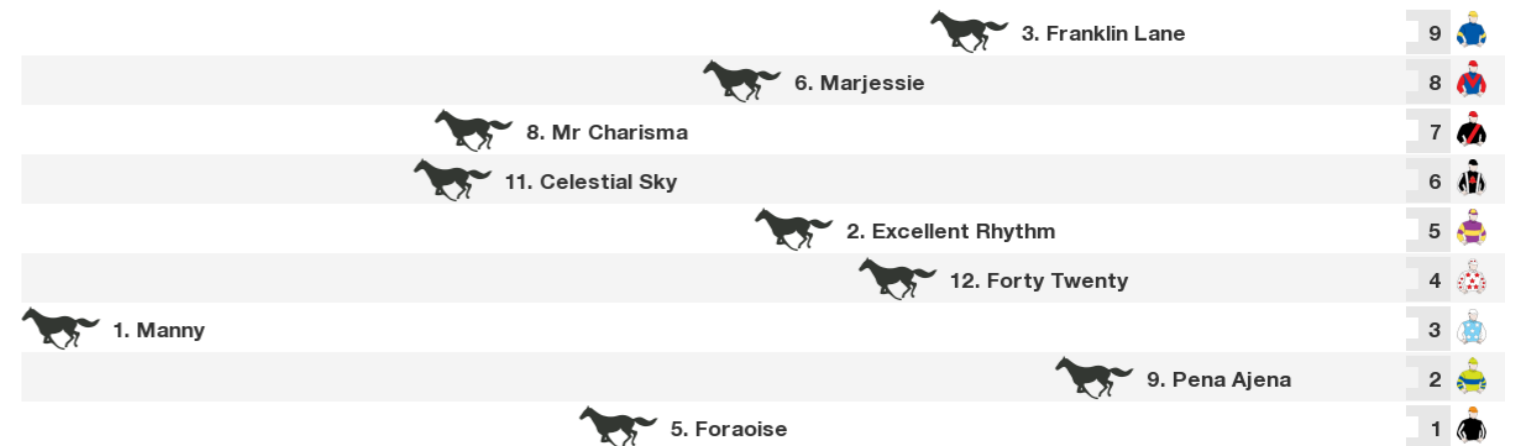 3. Franklin Lane 9
6. Marjessie 8
8. Mr Charisma 7
11. Celestial Sky 6
2. Excellent Rhythm 5
12. Forty Twenty 4
1. Manny 3
9. Pena Ajena 2
5. Foraoise 1